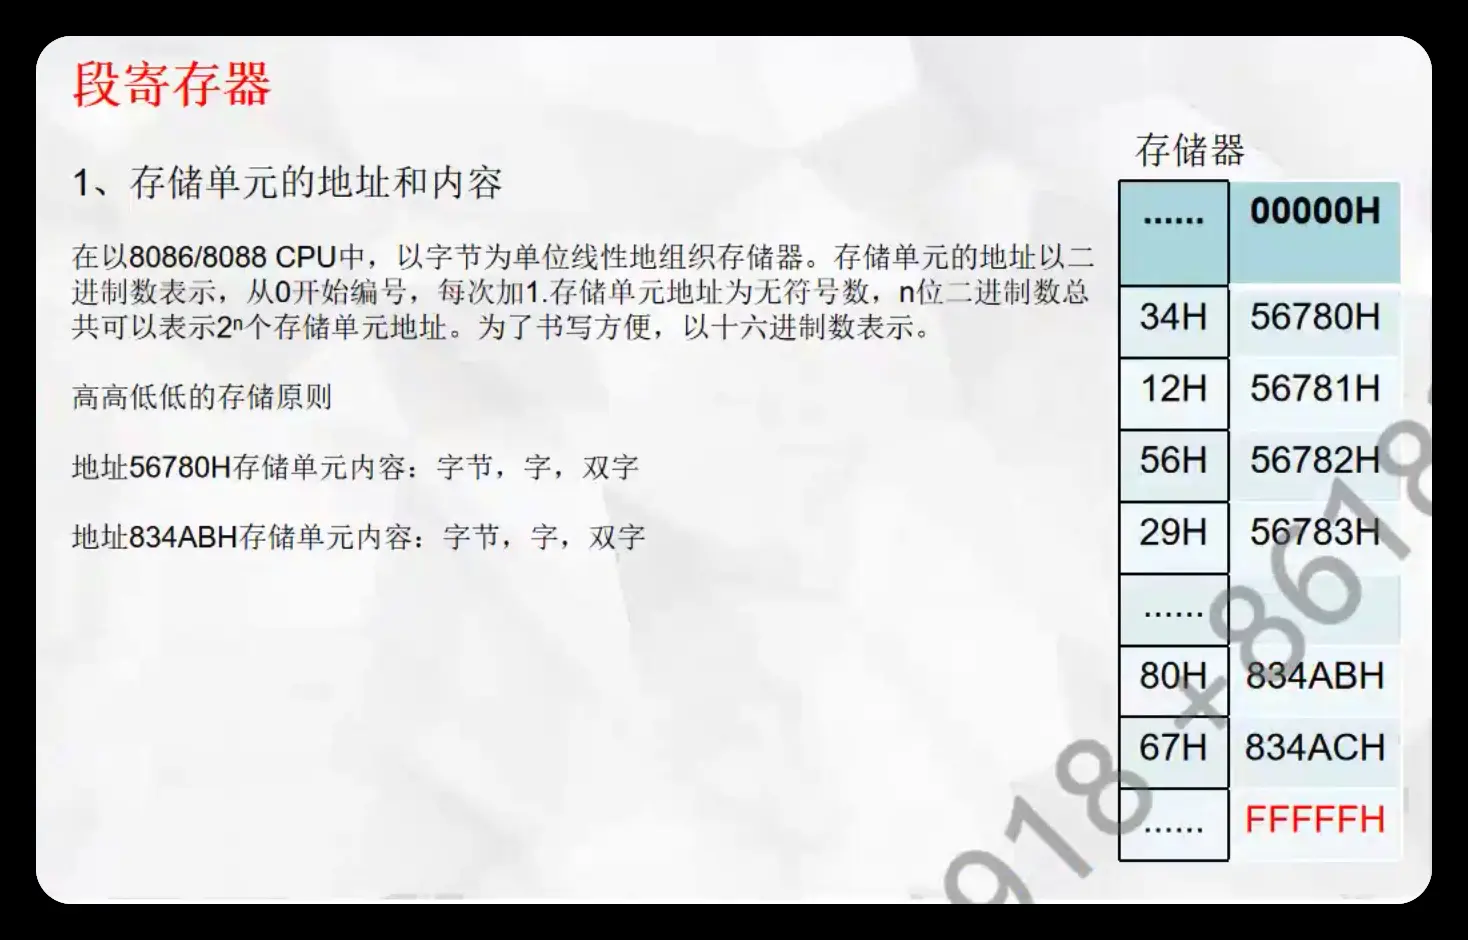 段寄存器
1、存储单元的地址和内容
在以8086/8088 CPU中，以字节为单位线性地组织存储器。存储单元的地址以二
进制数表示，从0开始编号，每次加1.存储单元地址为无符号数，n位二进制数总
共可以表示2ⁿ个存储单元地址。为了书写方便，以十六进制数表示。
高高低低的存储原则
地址56780H存储单元内容：字节，字，双字
地址834ABH存储单元内容：字节，字，双字
存储器
...... 00000H
34H 56780H
12H 56781H
56H 56782H
29H 56783H
......
80H 834ABH
67H 834ACH
...... FFFFFH
918 +8618